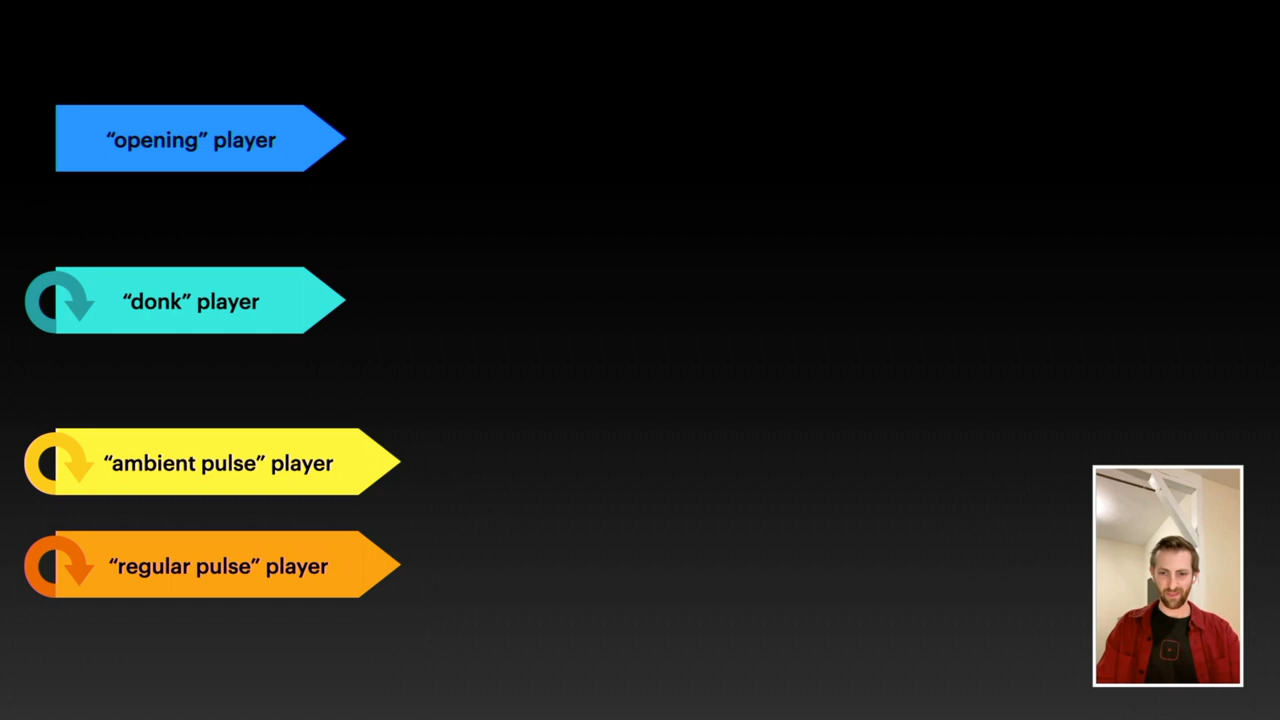 “opening” player
“donk” player
“ambient pulse” player
“regular pulse” player